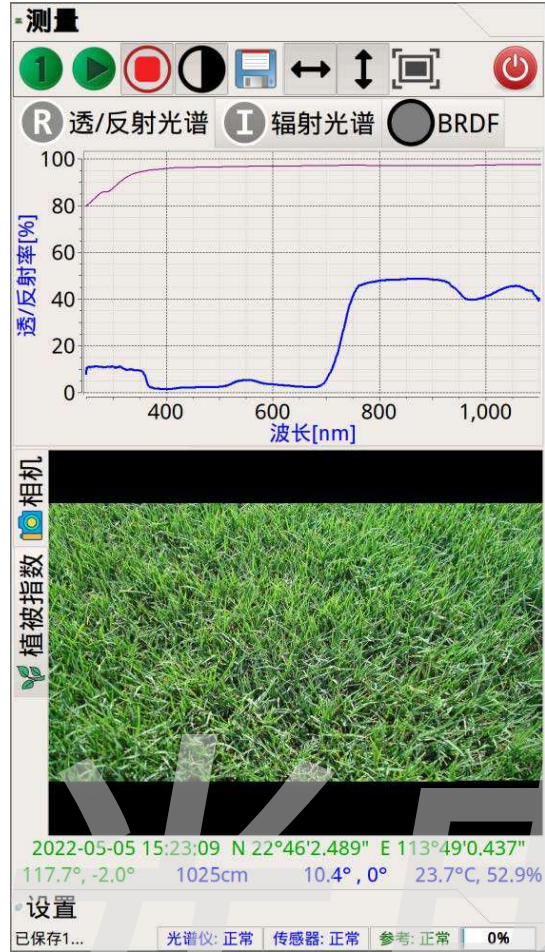 测量
1
R 透/反射光谱 I 辐射光谱 BRDF
100
80
60
40
20
0
透/反射率[%]
400 600 800 1,000
波长[nm]
相机
植被指数
2022-05-05 15:23:09 N 22°46'2.489" E 113°49'0.437"
117.7°, -2.0° 1025cm 10.4° , 0° 23.7°C, 52.9%
设置
已保存1... 光谱仪: 正常 传感器: 正常 参考: 正常 0%